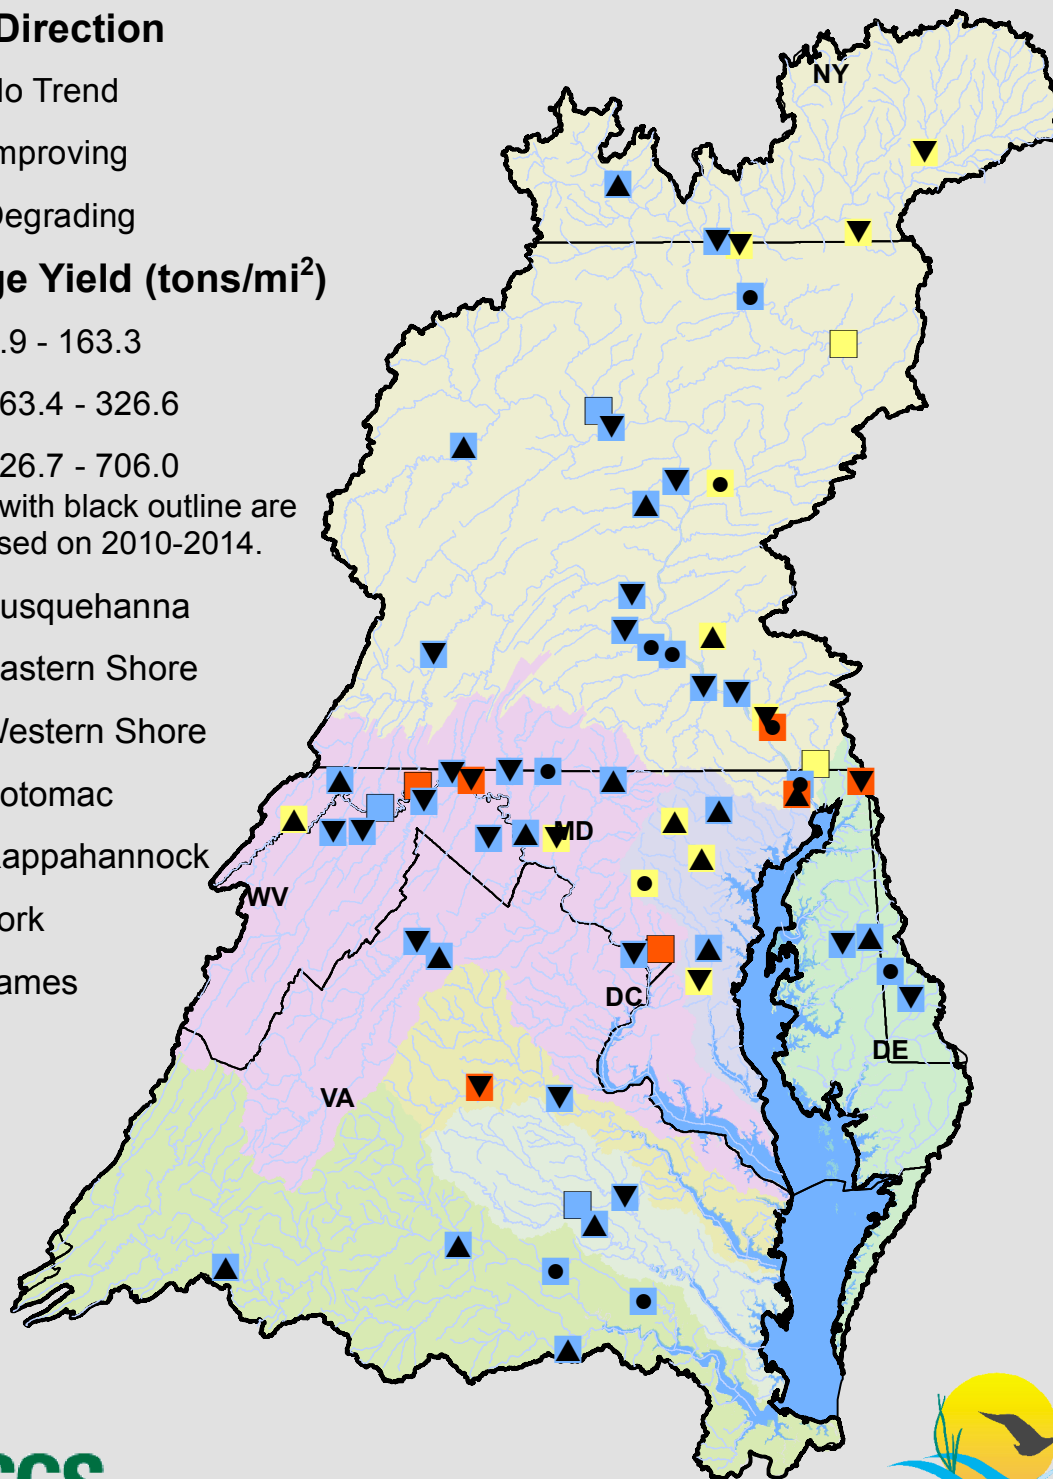 Direction
No Trend
mproving
Degrading
ge Yield (tons/mi²)
.9 - 163.3
63.4 - 326.6
26.7 - 706.0
with black outline are
sed on 2010-2014.
usquehanna
astern Shore
Western Shore
otomac
appahannock
ork
ames
NY
MD
WV
DC
DE
VA